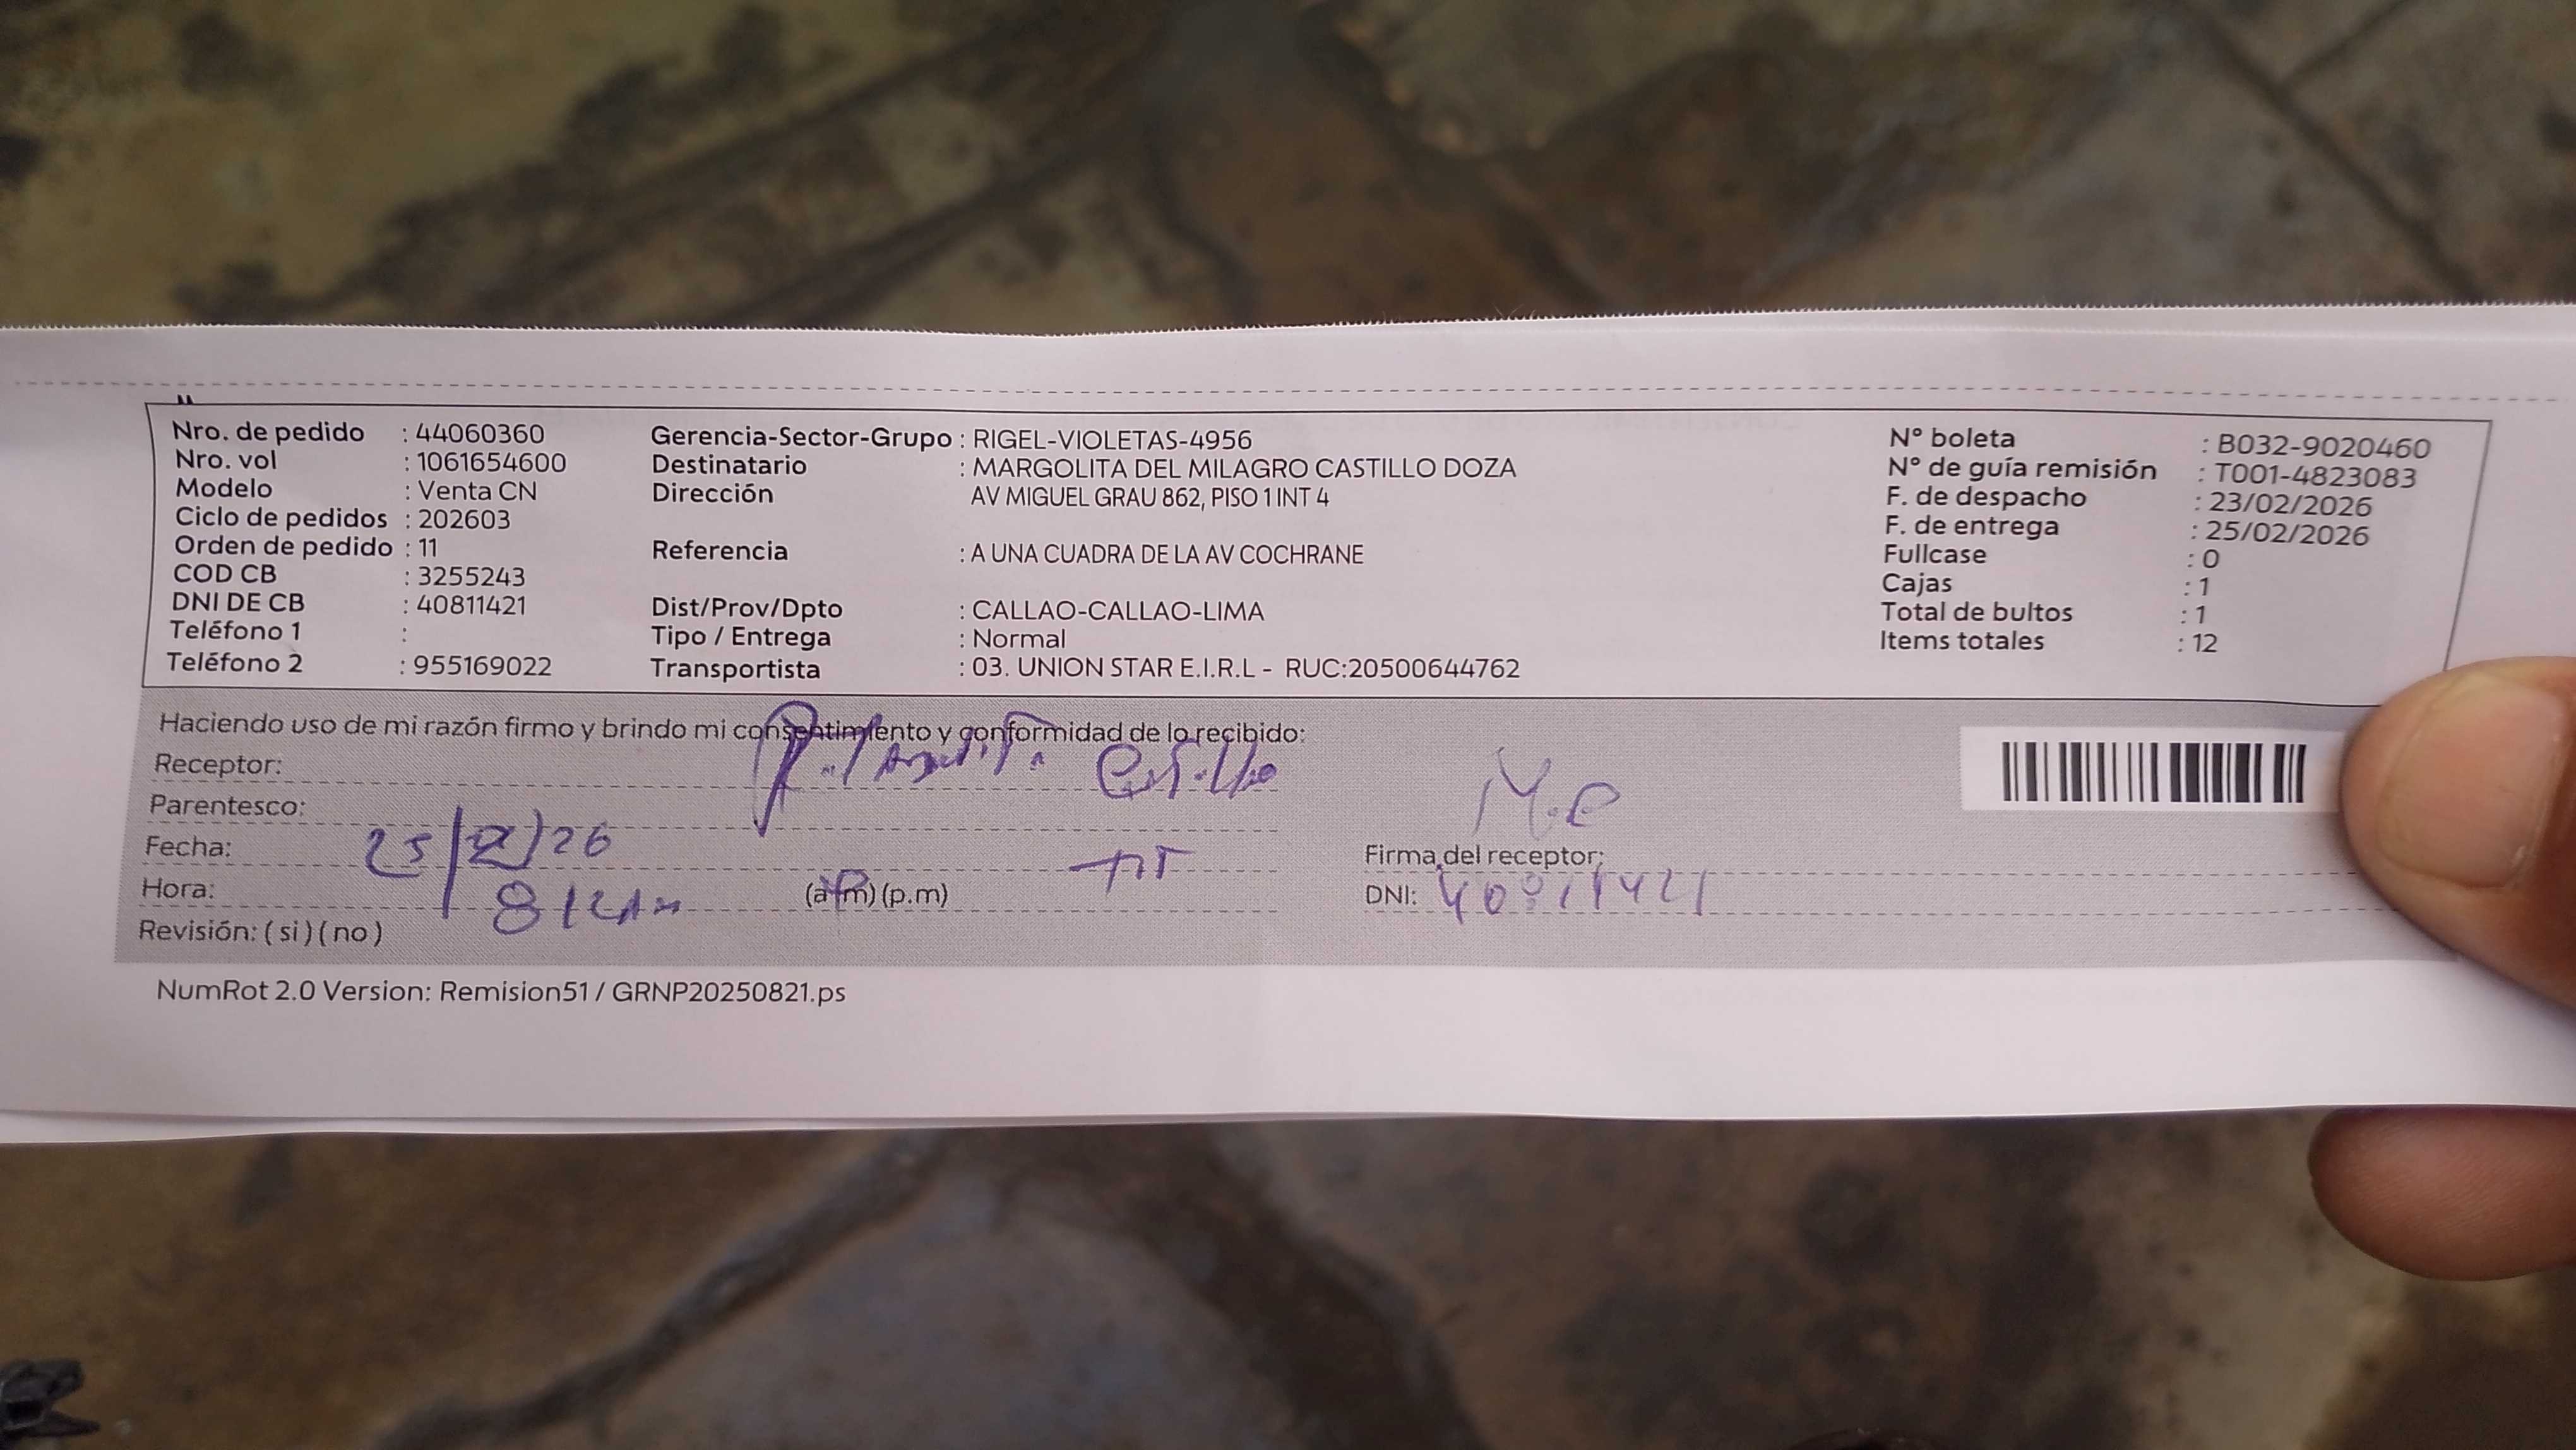 Nro. de pedido : 44060360
Nro. vol : 1061654600
Modelo : Venta CN
Ciclo de pedidos : 202603
Orden de pedido : 11
COD CB : 3255243
DNI DE CB : 40811421
Teléfono 1 :
Teléfono 2 : 955169022
Gerencia-Sector-Grupo : RIGEL-VIOLETAS-4956
Destinatario : MARGOLITA DEL MILAGRO CASTILLO DOZA
Dirección AV MIGUEL GRAU 862, PISO 1 INT 4
Referencia : A UNA CUADRA DE LA AV COCHRANE
Dist/Prov/Dpto : CALLAO-CALLAO-LIMA
Tipo / Entrega : Normal
Transportista : 03. UNION STAR E.I.R.L - RUC:20500644762
N° boleta : B032-9020460
N° de guía remisión : T001-4823083
F. de despacho : 23/02/2026
F. de entrega : 25/02/2026
Fullcase : 0
Cajas : 1
Total de bultos : 1
Items totales : 12
Haciendo uso de mi razón firmo y brindo mi consentimiento y conformidad de lo recibido:
Receptor: Castillo
Parentesco:
Fecha: 25/2/26
Hora: (a.m) (p.m)
Revisión: ( si ) ( no )
M.C
Firma del receptor:
DNI: 40811421
NumRot 2.0 Version: Remision51 / GRNP20250821.ps